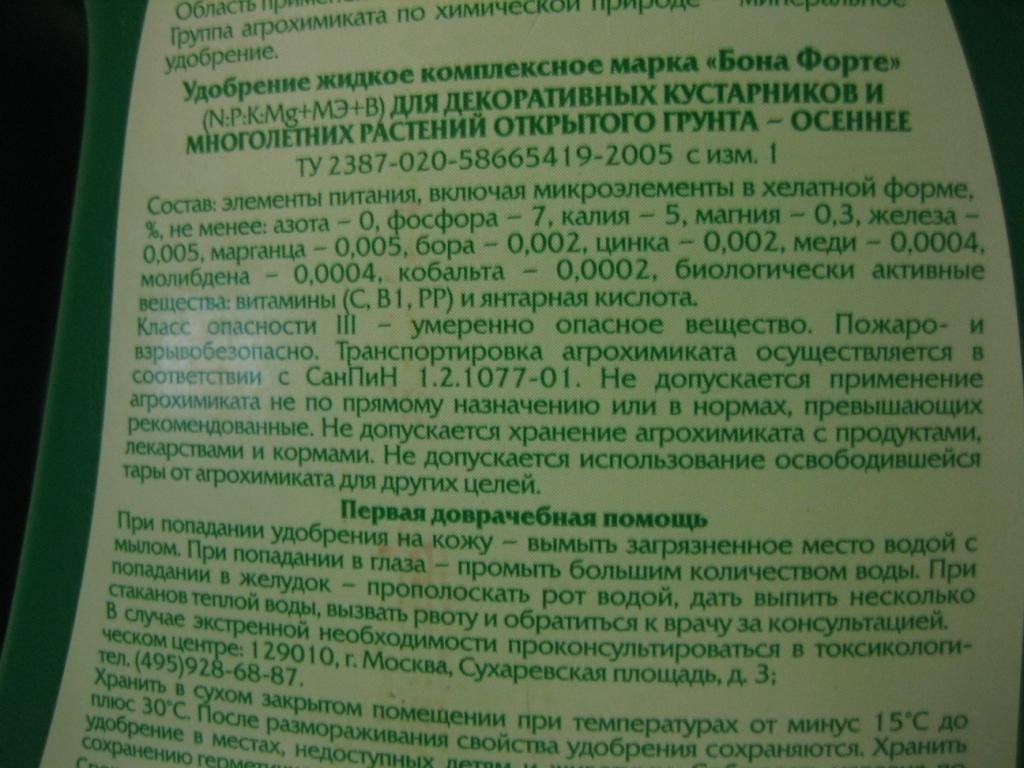 Область
Группа агрохимиката по химической природе – минеральное
удобрение.
Удобрение жидкое комплексное марка «Бона Форте»
(N:P:K:Mg+МЭ+В) ДЛЯ ДЕКОРАТИВНЫХ КУСТАРНИКОВ И
МНОГОЛЕТНИХ РАСТЕНИЙ ОТКРЫТОГО ГРУНТА – ОСЕННЕЕ
ТУ 2387-020-58665419-2005 с изм. 1
Состав: элементы питания, включая микроэлементы в хелатной форме,
%, не менее: азота – 0, фосфора – 7, калия – 5, магния – 0,3, железа –
0,005, марганца – 0,005, бора – 0,002, цинка – 0,002, меди – 0,0004,
молибдена – 0,0004, кобальта – 0,0002, биологически активные
вещества: витамины (С, В1, РР) и янтарная кислота.
Класс опасности III – умеренно опасное вещество. Пожаро- и
взрывобезопасно. Транспортировка агрохимиката осуществляется в
соответствии с СанПиН 1.2.1077-01. Не допускается применение
агрохимиката не по прямому назначению или в нормах, превышающих
рекомендованные. Не допускается хранение агрохимиката с продуктами,
лекарствами и кормами. Не допускается использование освободившейся
тары от агрохимиката для других целей.
Первая доврачебная помощь
При попадании удобрения на кожу – вымыть загрязненное место водой с
мылом. При попадании в глаза – промыть большим количеством воды. При
попадании в желудок – прополоскать рот водой, дать выпить несколько
стаканов теплой воды, вызвать рвоту и обратиться к врачу за консультацией.
В случае экстренной необходимости проконсультироваться в токсикологи-
ческом центре: 129010, г. Москва, Сухаревская площадь, д. 3;
тел. (495)928-68-87.
Хранить в сухом закрытом помещении при температурах от минус 15°С до
плюс 30°С. После размораживания свойства удобрения сохраняются. Хранить
удобрение в местах, недоступных детям и
сохранению